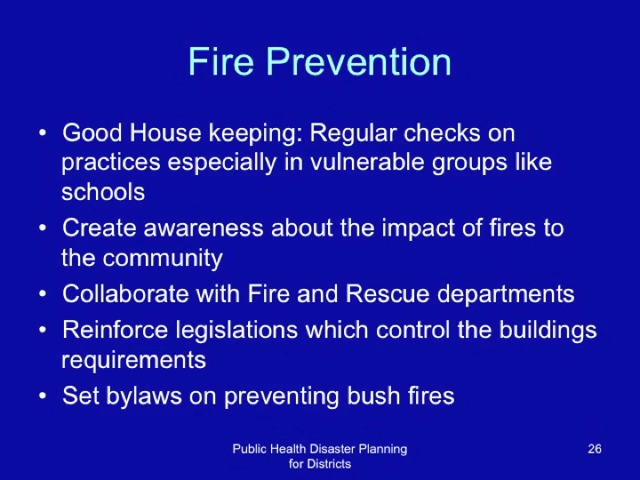 Fire Prevention
• Good House keeping: Regular checks on
practices especially in vulnerable groups like
schools
• Create awareness about the impact of fires to
the community
• Collaborate with Fire and Rescue departments
• Reinforce legislations which control the buildings
requirements
• Set bylaws on preventing bush fires
Public Health Disaster Planning
for Districts
26